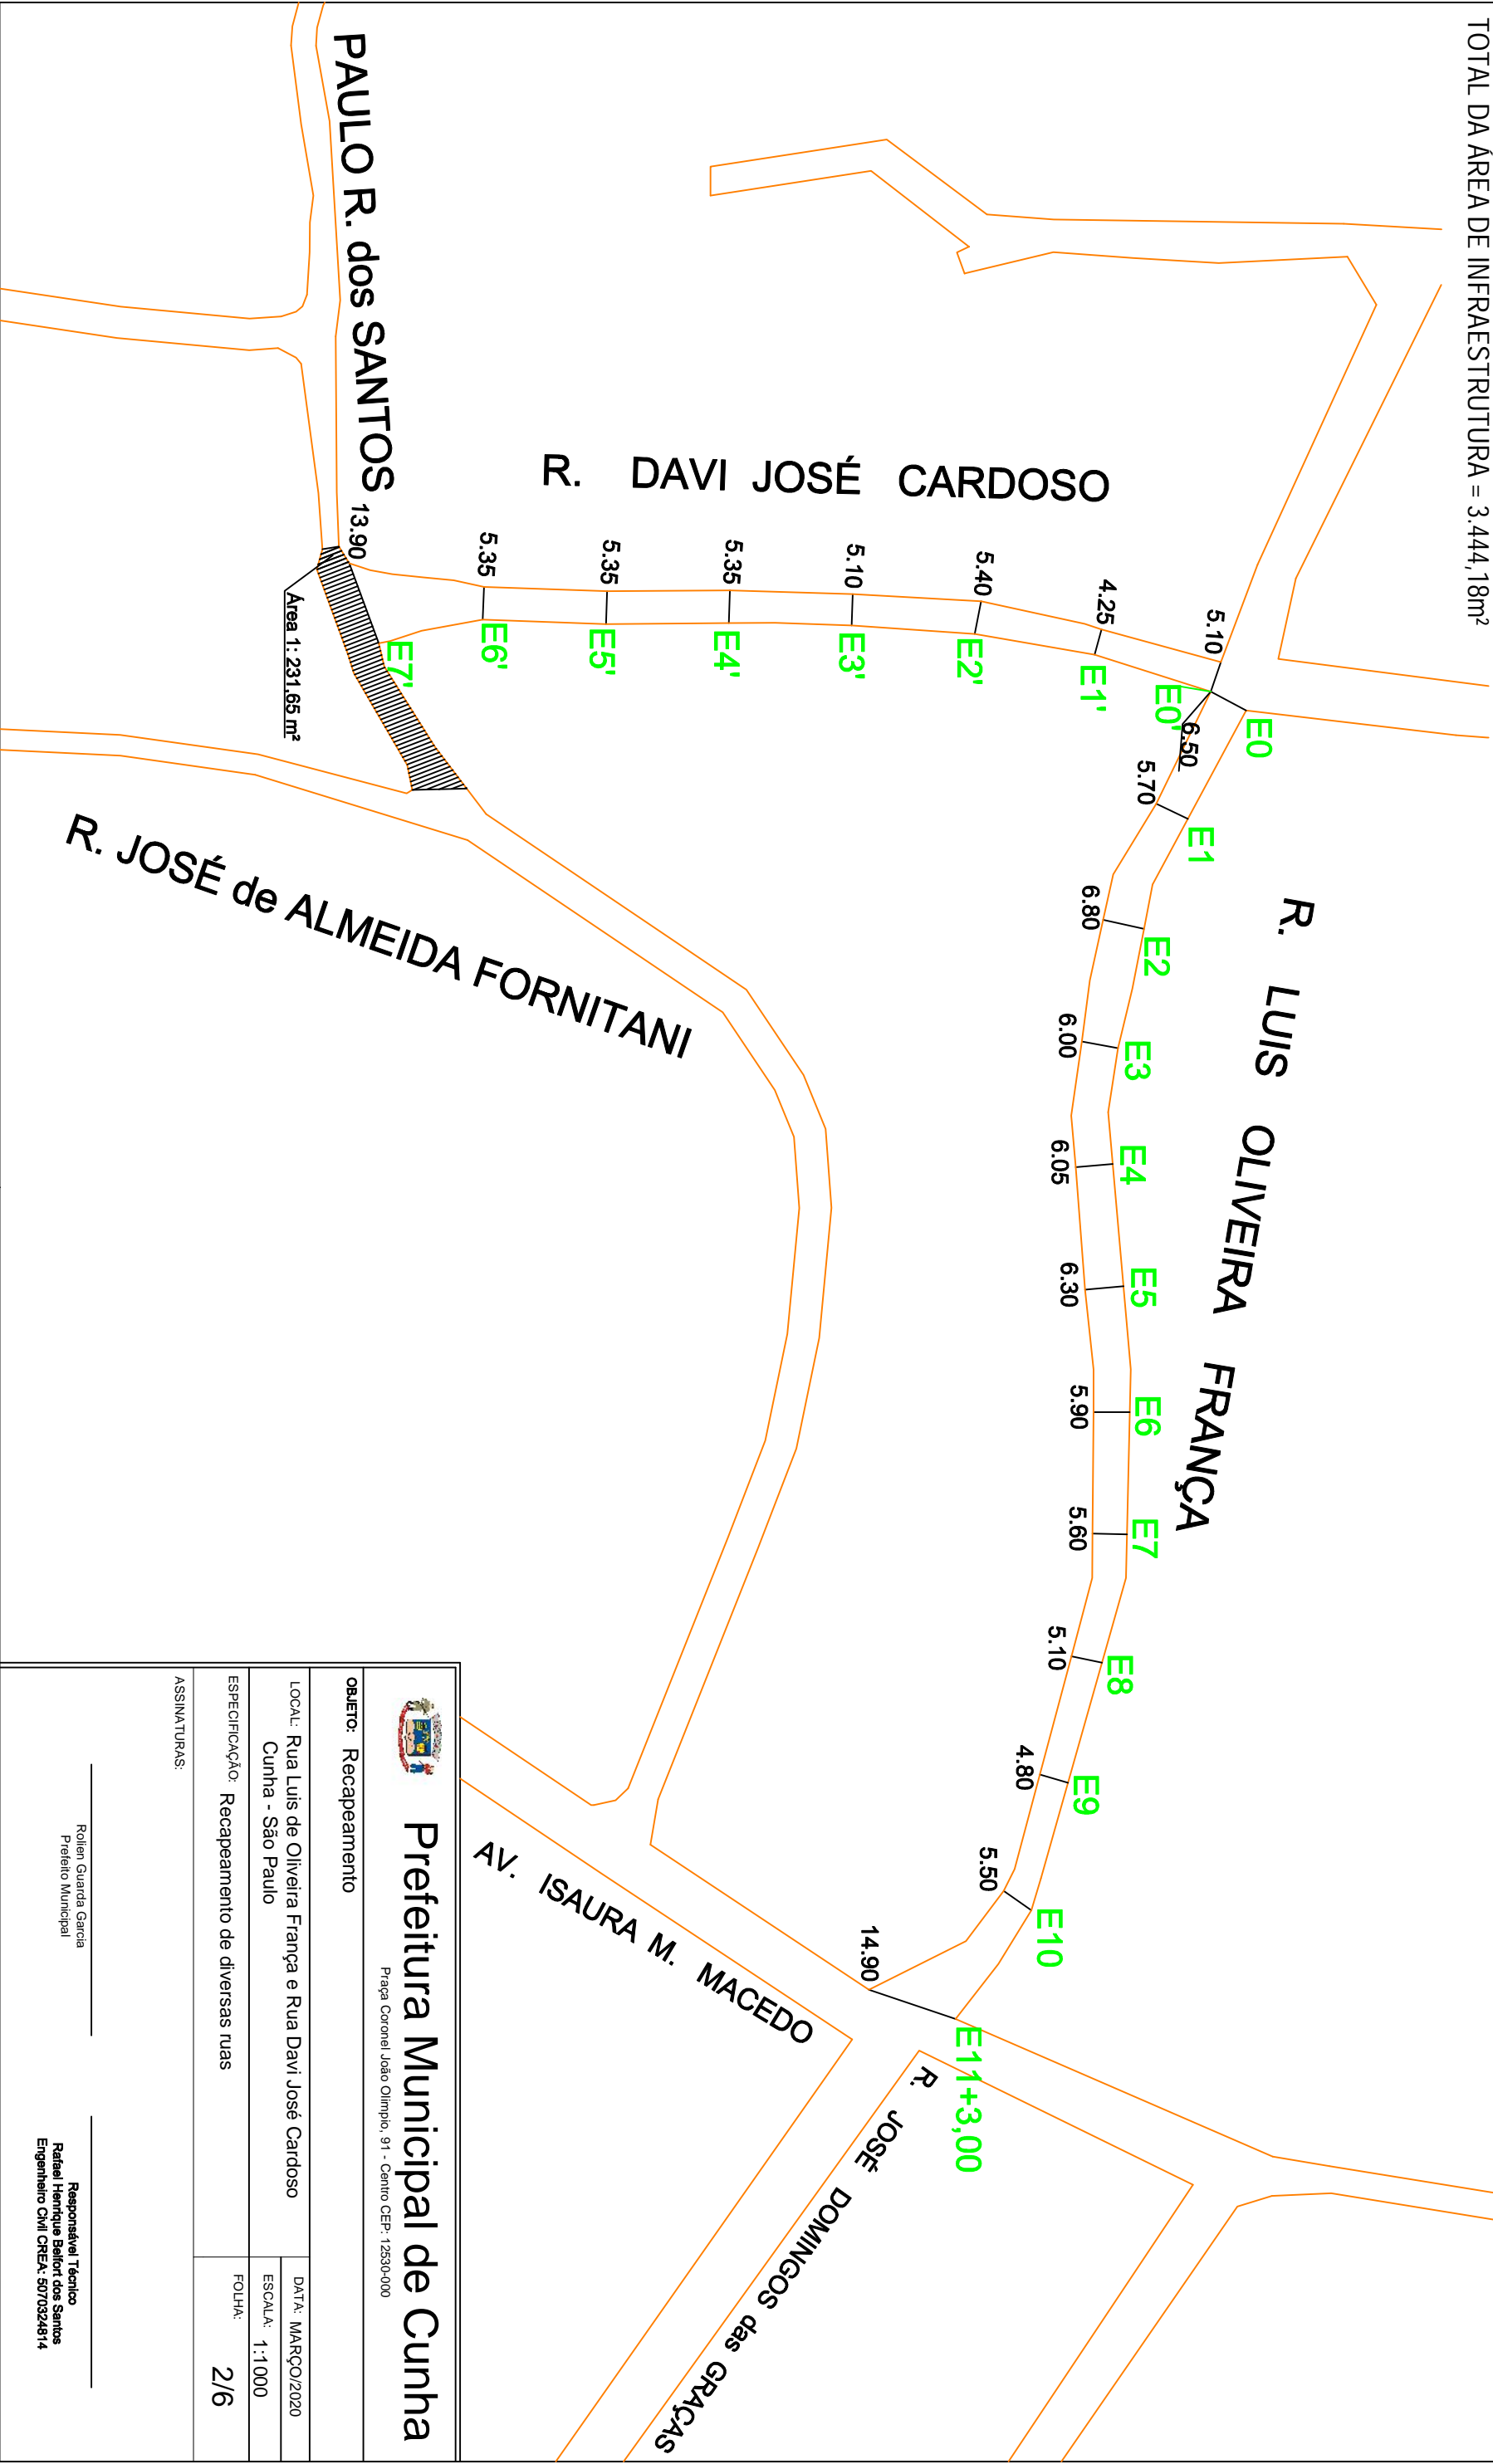 TOTAL DA ÁREA DE INFRAESTRUTURA = 3.444,18m²
R. LUIS OLIVEIRA FRANÇA
E0
E1
E2
E3
E4
E5
E6
E7
E8
E9
E10
E11+3,00
6.50
5.70
6.80
6.00
6.05
6.30
5.90
5.60
5.10
4.80
5.50
14.90
R. DAVI JOSÉ CARDOSO
5.10
4.25
5.40
5.10
5.35
5.35
5.35
13.90
E0'
E1'
E2'
E3'
E4'
E5'
E6'
E7'
PAULO R. dos SANTOS
Área 1: 231,65 m²
R. JOSÉ de ALMEIDA FORNITANI
AV. ISAURA M. MACEDO
R. JOSÉ DOMINGOS das GRAÇAS
Prefeitura Municipal de Cunha
Praça Coronel João Olímpio, 91 - Centro CEP: 12530-000
OBJETO: Recapeamento
LOCAL: Rua Luis de Oliveira França e Rua Davi José Cardoso
Cunha - São Paulo
DATA: MARÇO/2020
ESCALA: 1:1000
ESPECIFICAÇÃO: Recapeamento de diversas ruas
FOLHA: 2/6
ASSINATURAS:
Rolien Guarda Garcia
Prefeito Municipal
Responsável Técnico
Rafael Henrique Belfort dos Santos
Engenheiro Civil CREA: 5070324814